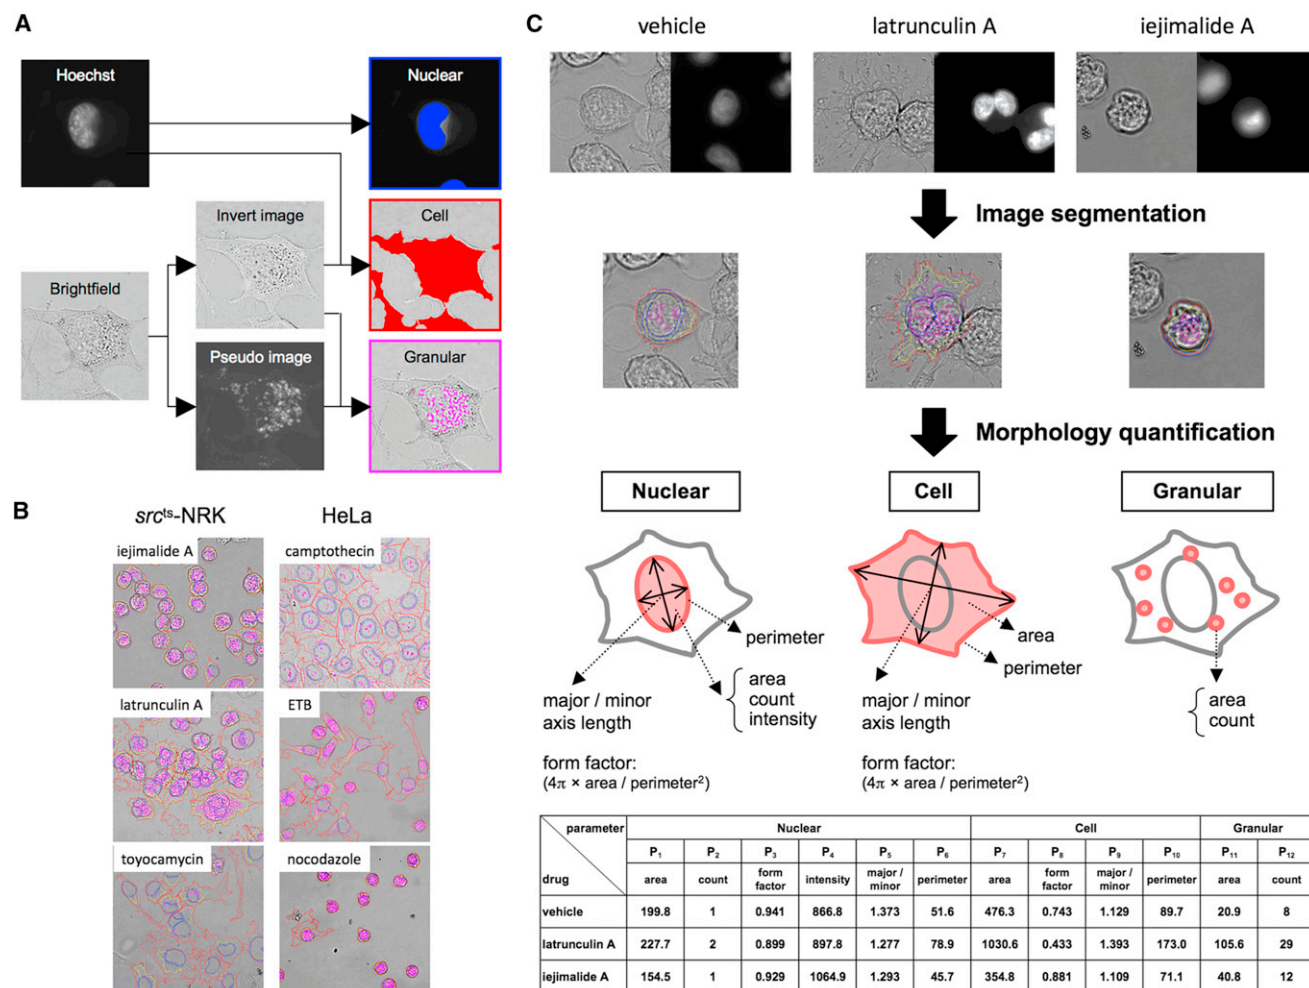 A
Hoechst
Nuclear
Invert image
Cell
Brightfield
Pseudo image
Granular
B
src^ts-NRK
HeLa
iejimalide A
camptothecin
latrunculin A
ETB
toyocamycin
nocodazole
C
vehicle
latrunculin A
iejimalide A
Image segmentation
Morphology quantification
Nuclear
perimeter
major / minor
axis length
area
count
intensity
form factor:
(4π × area / perimeter²)
Cell
area
perimeter
major / minor
axis length
form factor:
(4π × area / perimeter²)
Granular
area
count
parameter Nuclear Cell Granular
P₁ P₂ P₃ P₄ P₅ P₆ P₇ P₈ P₉ P₁₀ P₁₁ P₁₂
drug area count form factor intensity major / minor perimeter area form factor major / minor perimeter area count
vehicle 199.8 1 0.941 866.8 1.373 51.6 476.3 0.743 1.129 89.7 20.9 8
latrunculin A 227.7 2 0.899 897.8 1.277 78.9 1030.6 0.433 1.393 173.0 105.6 29
iejimalide A 154.5 1 0.929 1064.9 1.293 45.7 354.8 0.881 1.109 71.1 40.8 12